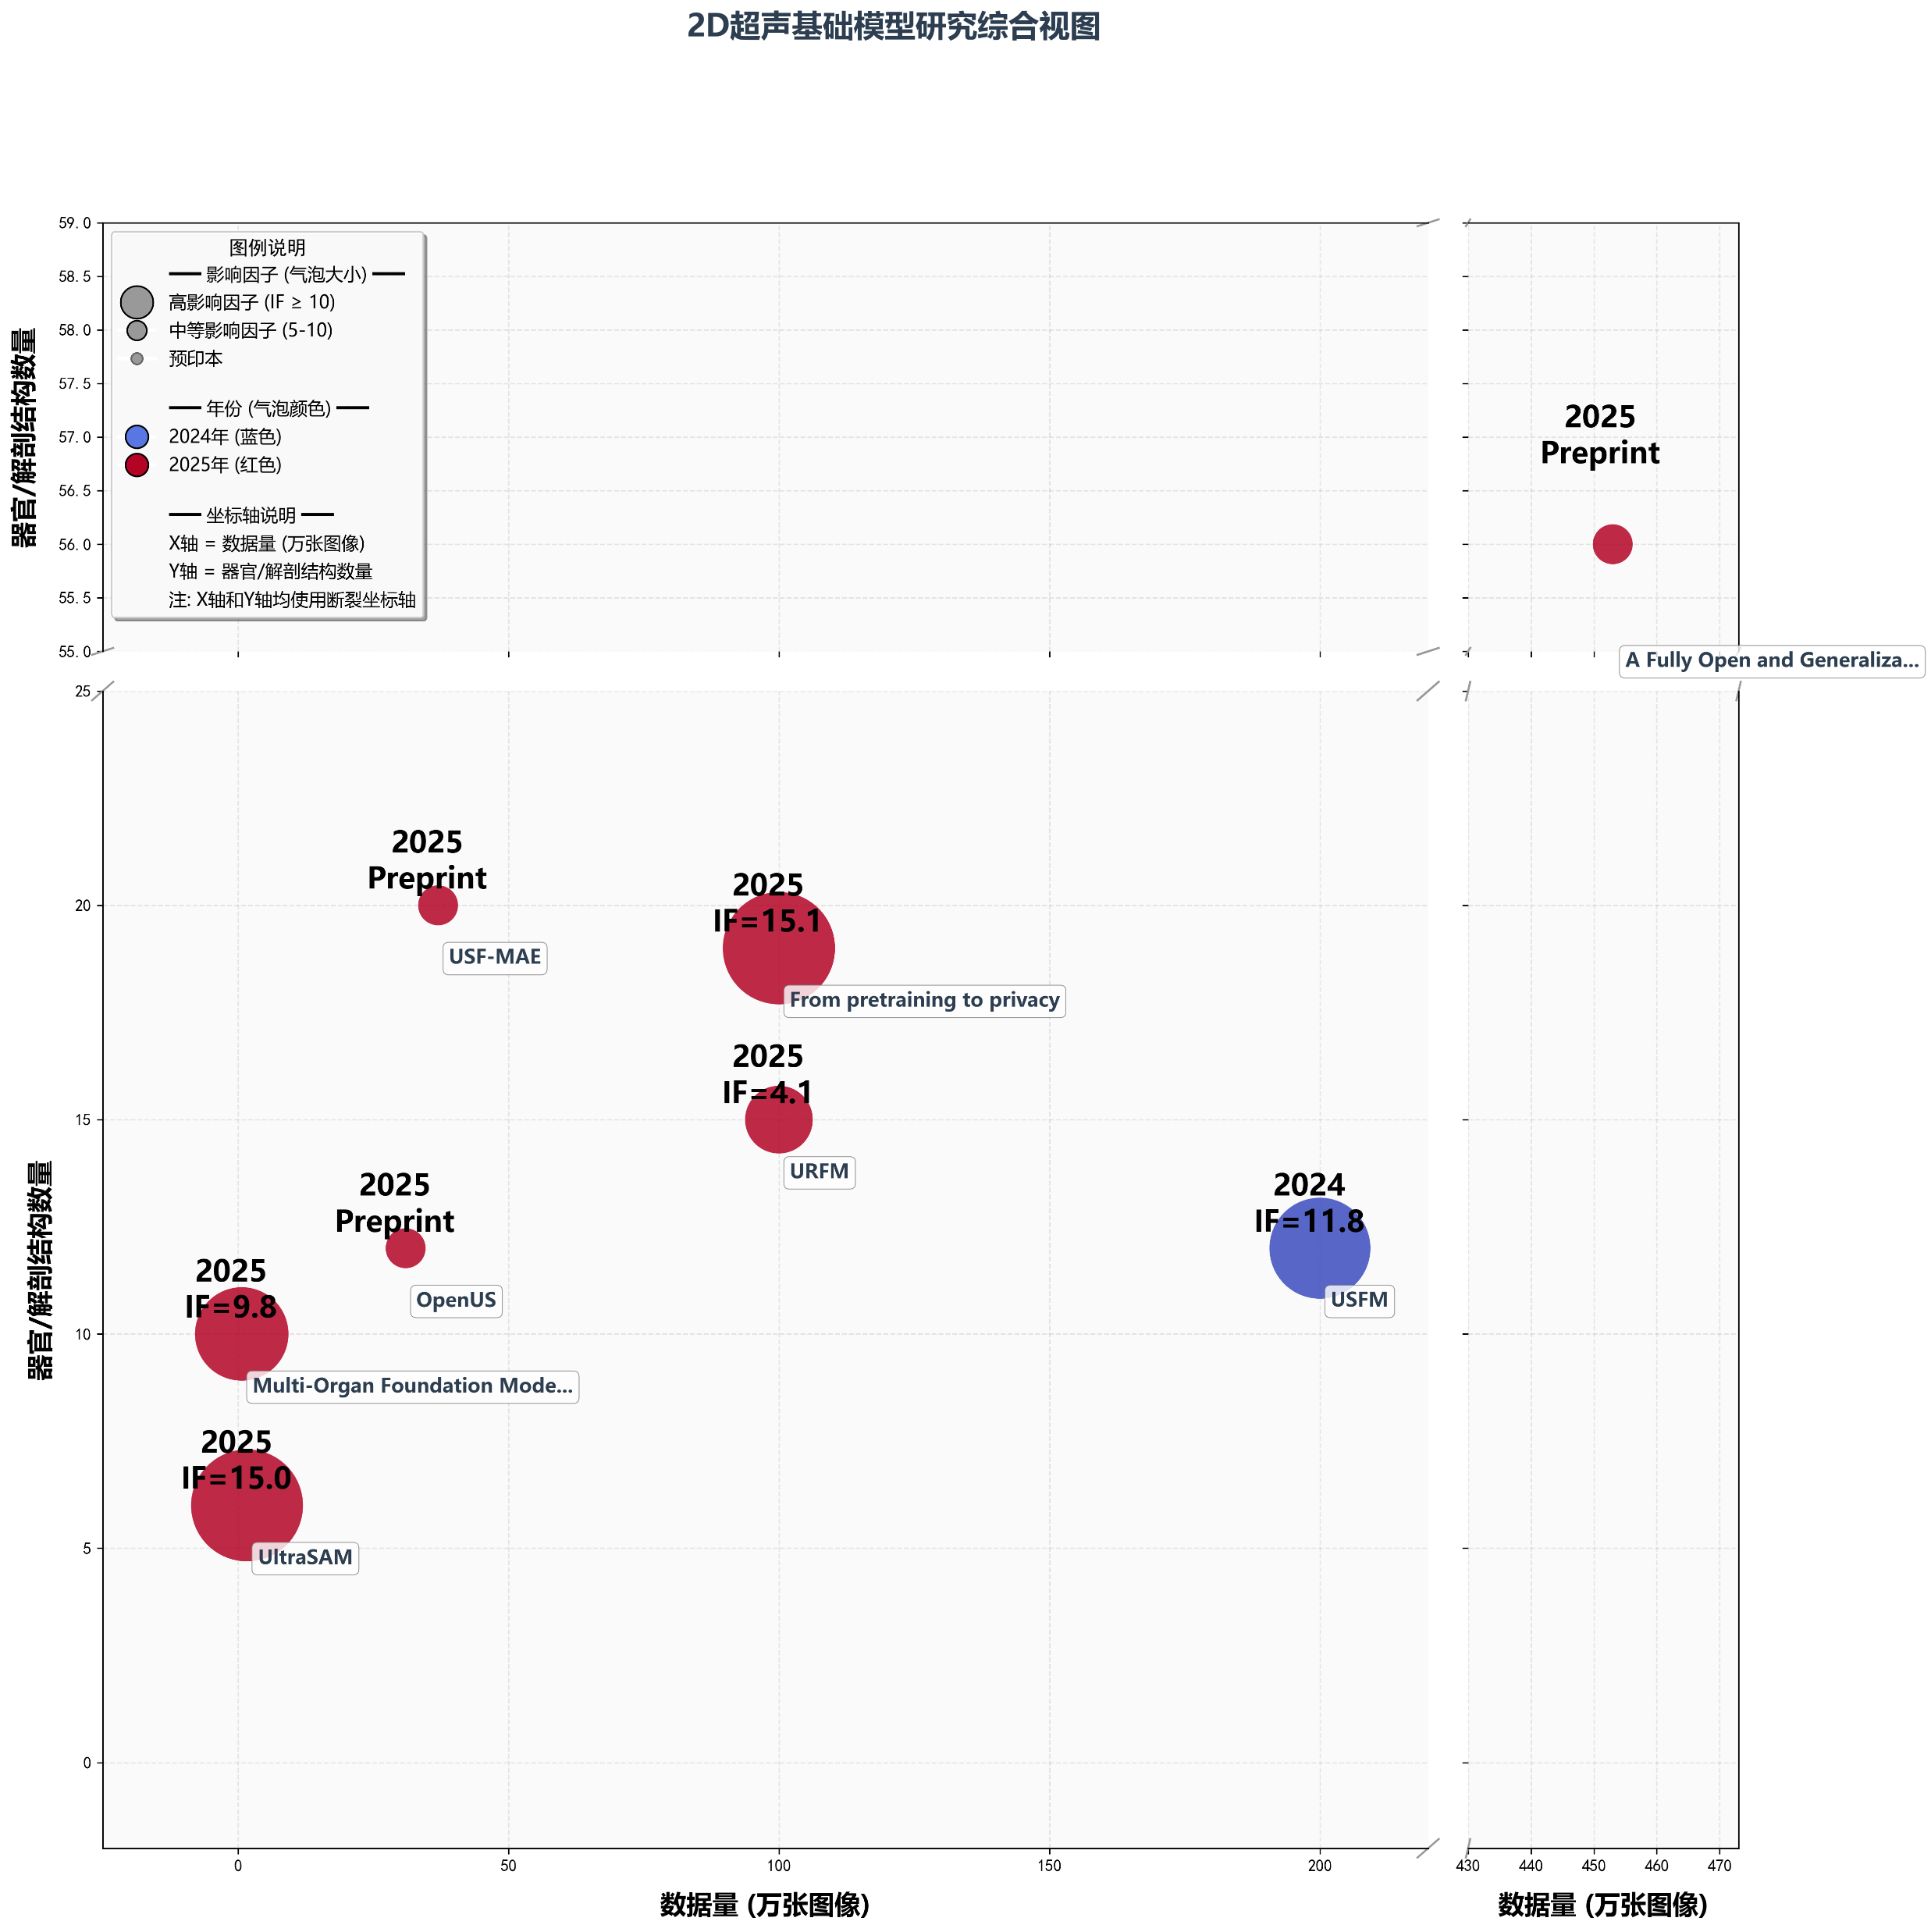 2D超声基础模型研究综合视图
器官/解剖结构数量
59.0
58.5
58.0
57.5
57.0
56.5
56.0
55.5
55.0
图例说明
影响因子 (气泡大小)
高影响因子 (IF ≥ 10)
中等影响因子 (5-10)
预印本
年份 (气泡颜色)
2024年 (蓝色)
2025年 (红色)
坐标轴说明
X轴 = 数据量 (万张图像)
Y轴 = 器官/解剖结构数量
注: X轴和Y轴均使用断裂坐标轴
2025
Preprint
A Fully Open and Generaliza...
器官/解剖结构数量
25
20
15
10
5
0
2025
Preprint
USF-MAE
2025
IF=15.1
From pretraining to privacy
2025
IF=4.1
URFM
2025
Preprint
OpenUS
2024
IF=11.8
USFM
2025
IF=9.8
Multi-Organ Foundation Mode...
2025
IF=15.0
UltraSAM
0 50 100 150 200
430 440 450 460 470
数据量 (万张图像)
数据量 (万张图像)